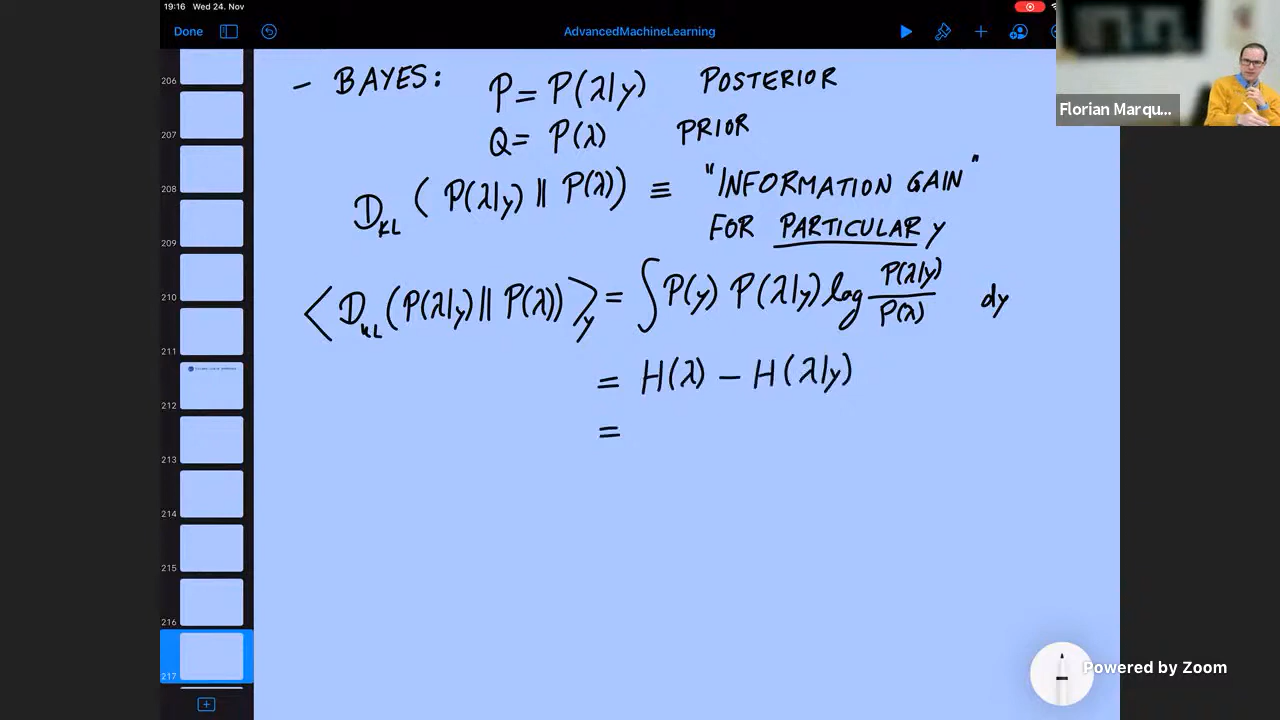 19:16 Wed 24. Nov
Done
AdvancedMachineLearning
Florian Marqu...
206
207
208
209
210
211
212
213
214
215
216
217
- BAYES: P = P(λ|y) POSTERIOR
Q = P(λ) PRIOR
D_KL ( P(λ|y) || P(λ) ) ≡ "INFORMATION GAIN"
FOR PARTICULAR y
⟨ D_KL ( P(λ|y) || P(λ) ) ⟩_y = ∫ P(y) P(λ|y) log P(λ|y) / P(λ) dy
= H(λ) − H(λ|y)
=
Powered by Zoom